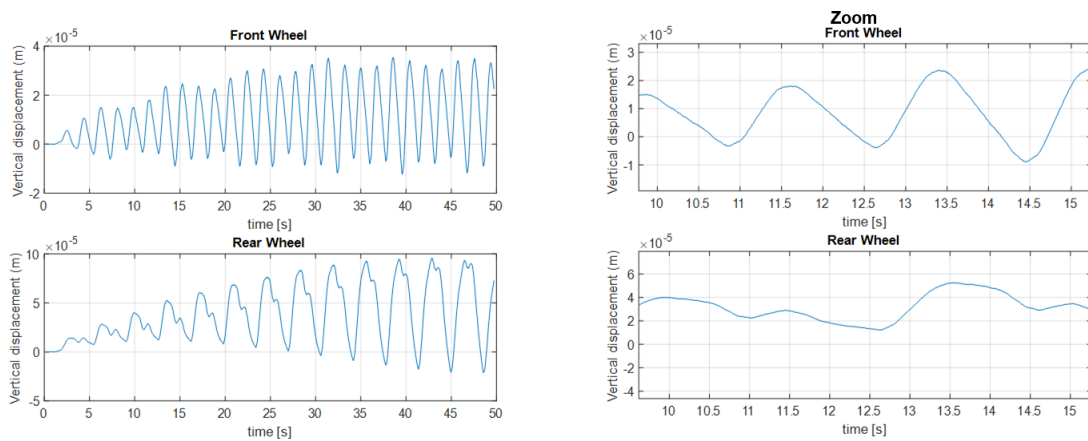 Front Wheel
×10⁻⁵
Vertical displacement (m)
4
2
0
-2
0 5 10 15 20 25 30 35 40 45 50
time [s]
Rear Wheel
×10⁻⁵
Vertical displacement (m)
10
5
0
-5
0 5 10 15 20 25 30 35 40 45 50
time [s]
Zoom
Front Wheel
×10⁻⁵
Vertical displacement (m)
3
2
1
0
-1
10 10.5 11 11.5 12 12.5 13 13.5 14 14.5 15
time [s]
Rear Wheel
×10⁻⁵
Vertical displacement (m)
6
4
2
0
-2
-4
10 10.5 11 11.5 12 12.5 13 13.5 14 14.5 15
time [s]